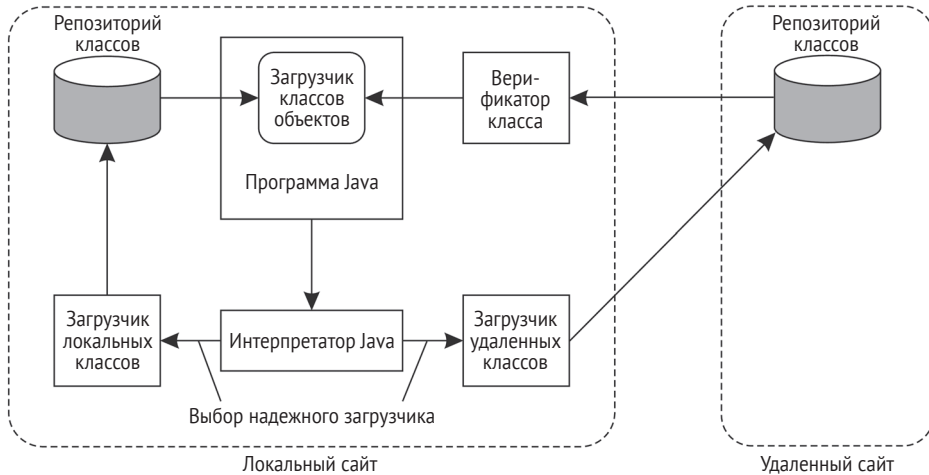 Репозиторий
классов
Загрузчик
классов
объектов
Программа Java
Вери-
фикатор
класса
Репозиторий
классов
Загрузчик
локальных
классов
Интерпретатор Java
Загрузчик
удаленных
классов
Выбор надежного загрузчика
Локальный сайт
Удаленный сайт